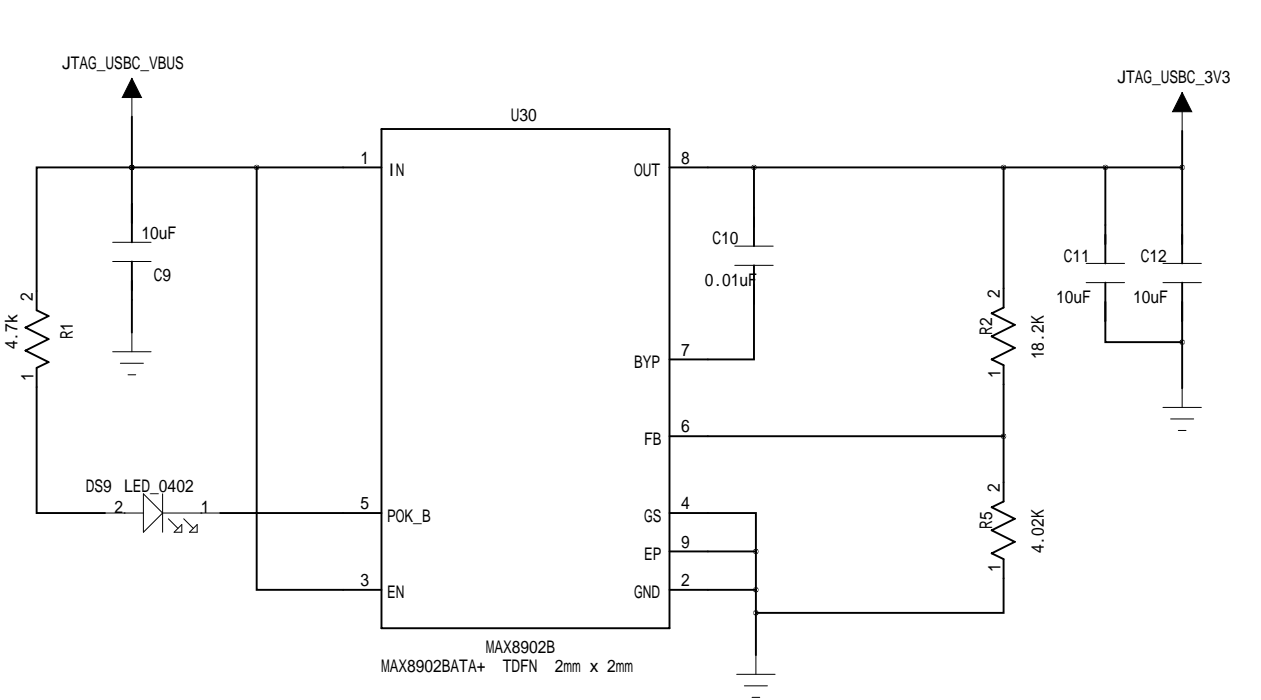 JTAG_USBC_VBUS
JTAG_USBC_3V3
U30
1
IN
OUT
8
10uF
C9
C10
0.01uF
C11
10uF
C12
10uF
2
4.7k
R1
1
2
R2
18.2K
1
BYP
7
FB
6
DS9 LED_0402
2
1
5
POK_B
GS
4
EP
9
2
R5
4.02K
1
3
EN
GND
2
MAX8902B
MAX8902BATA+ TDFN 2mm x 2mm